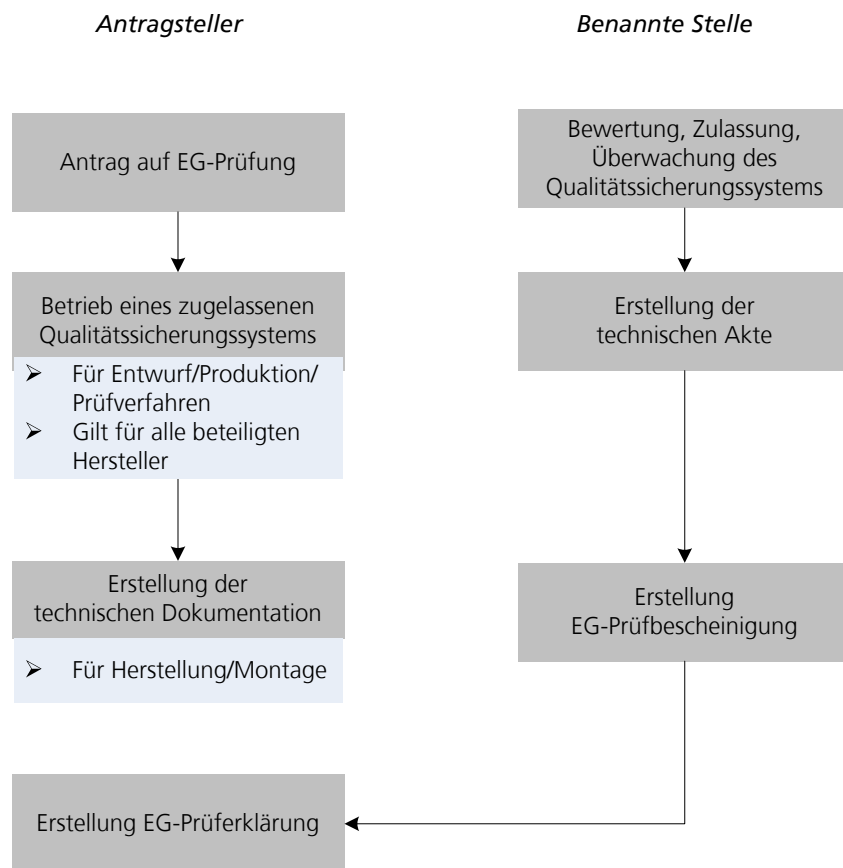 Antragsteller
Benannte Stelle
Antrag auf EG-Prüfung
Bewertung, Zulassung,
Überwachung des
Qualitätssicherungssystems
Betrieb eines zugelassenen
Qualitätssicherungssystems
➢ Für Entwurf/Produktion/
Prüfverfahren
➢ Gilt für alle beteiligten
Hersteller
Erstellung der
technischen Akte
Erstellung der
technischen Dokumentation
➢ Für Herstellung/Montage
Erstellung
EG-Prüfbescheinigung
Erstellung EG-Prüferklärung